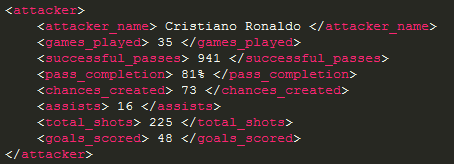 <attacker>
<attacker_name> Cristiano Ronaldo </attacker_name>
<games_played> 35 </games_played>
<successful_passes> 941 </successful_passes>
<pass_completion> 81% </pass_completion>
<chances_created> 73 </chances_created>
<assists> 16 </assists>
<total_shots> 225 </total_shots>
<goals_scored> 48 </goals_scored>
</attacker>